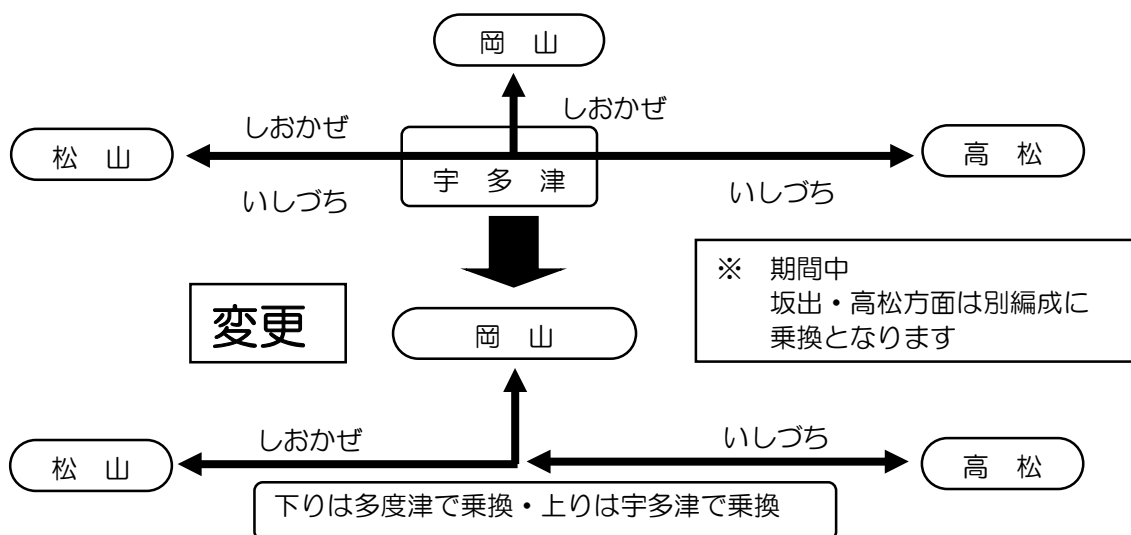 岡　山
しおかぜ
しおかぜ
松　山
高　松
宇　多　津
いしづち
いしづち
※　期間中
坂出・高松方面は別編成に
乗換となります
変更
岡　山
しおかぜ
いしづち
松　山
高　松
下りは多度津で乗換・上りは宇多津で乗換